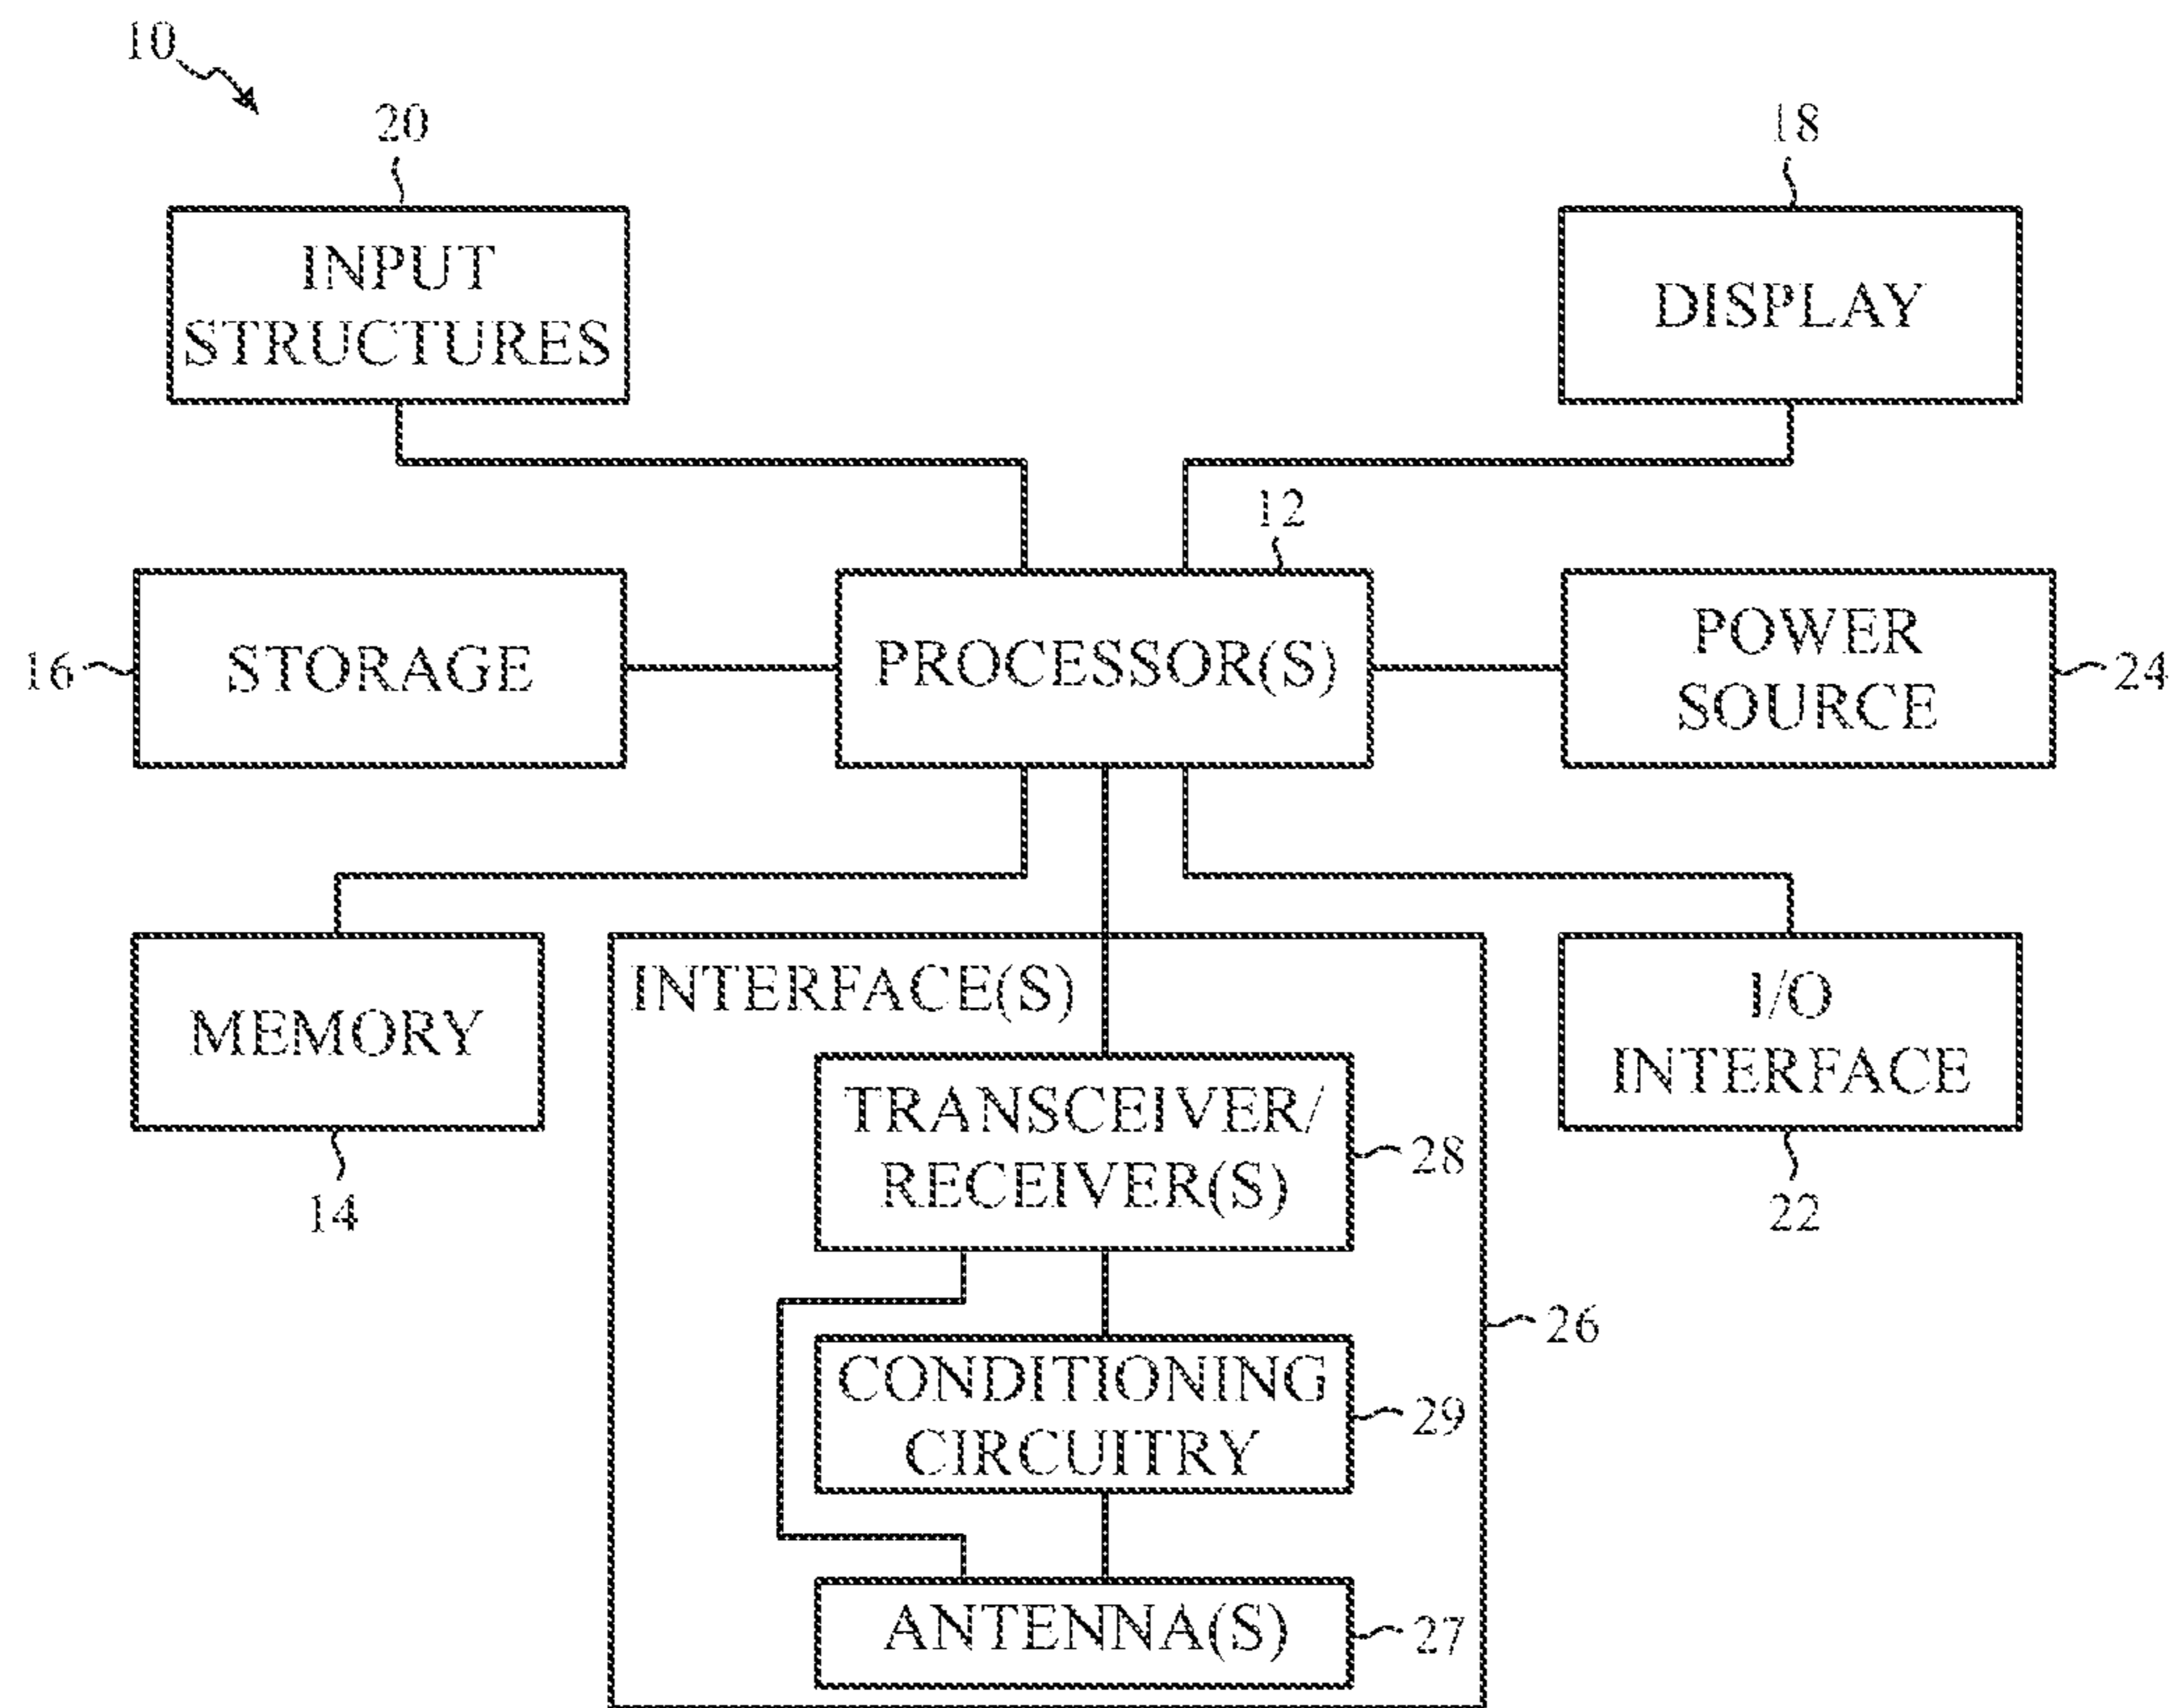 10
20
18
INPUT
STRUCTURES
DISPLAY
12
16
STORAGE
PROCESSOR(S)
POWER
SOURCE
24
MEMORY
14
INTERFACE(S)
TRANSCEIVER/
RECEIVER(S)
28
I/O
INTERFACE
22
26
CONDITIONING
CIRCUITRY
29
ANTENNA(S)
27